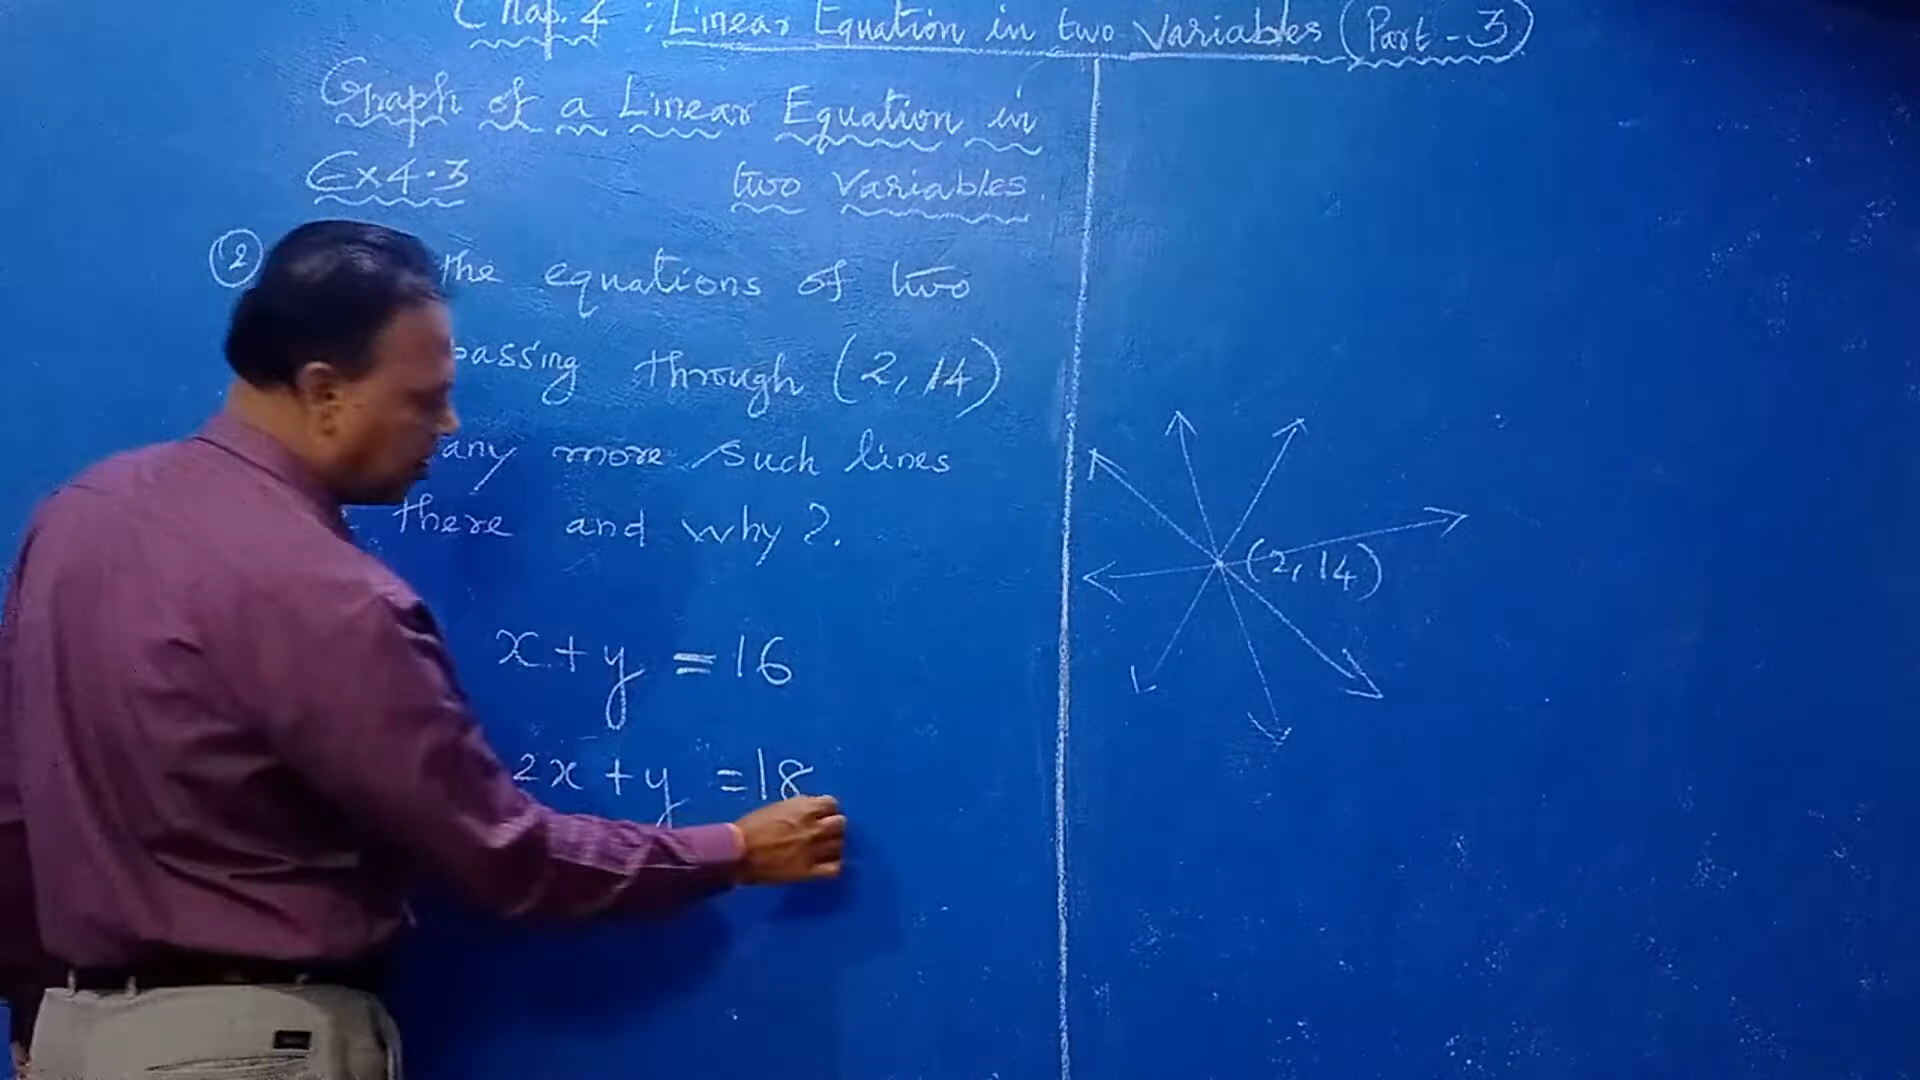 Chap. 4 : Linear Equation in two Variables (Part - 3)
Graph of a Linear Equation in
Ex 4.3 two Variables.
② the equations of two
passing through (2, 14)
any more such lines
there and why?.
x + y = 16
2x + y = 18
(2, 14)